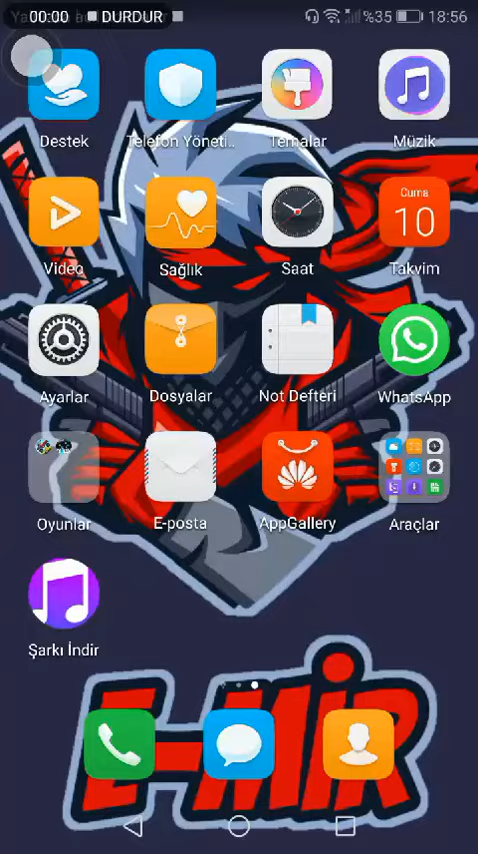 00:00 DURDUR
%35 18:56
Destek
Telefon Yöneti..
Temalar
Müzik
Cuma
10
Video
Sağlık
Saat
Takvim
Ayarlar
Dosyalar
Not Defteri
WhatsApp
Oyunlar
E-posta
AppGallery
Araçlar
Şarkı İndir
E-MİR